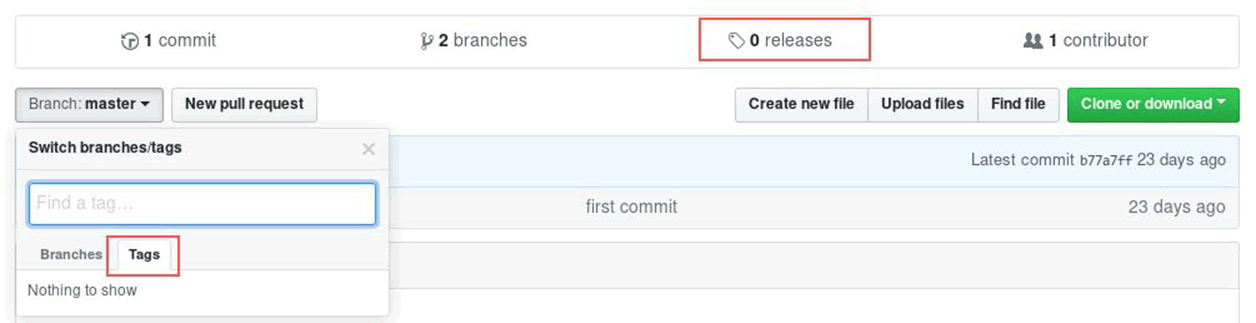 1 commit 2 branches 0 releases 1 contributor
Branch: master New pull request Create new file Upload files Find file Clone or download
Switch branches/tags ×
Latest commit b77a7ff 23 days ago
Find a tag...
first commit 23 days ago
Branches Tags
Nothing to show